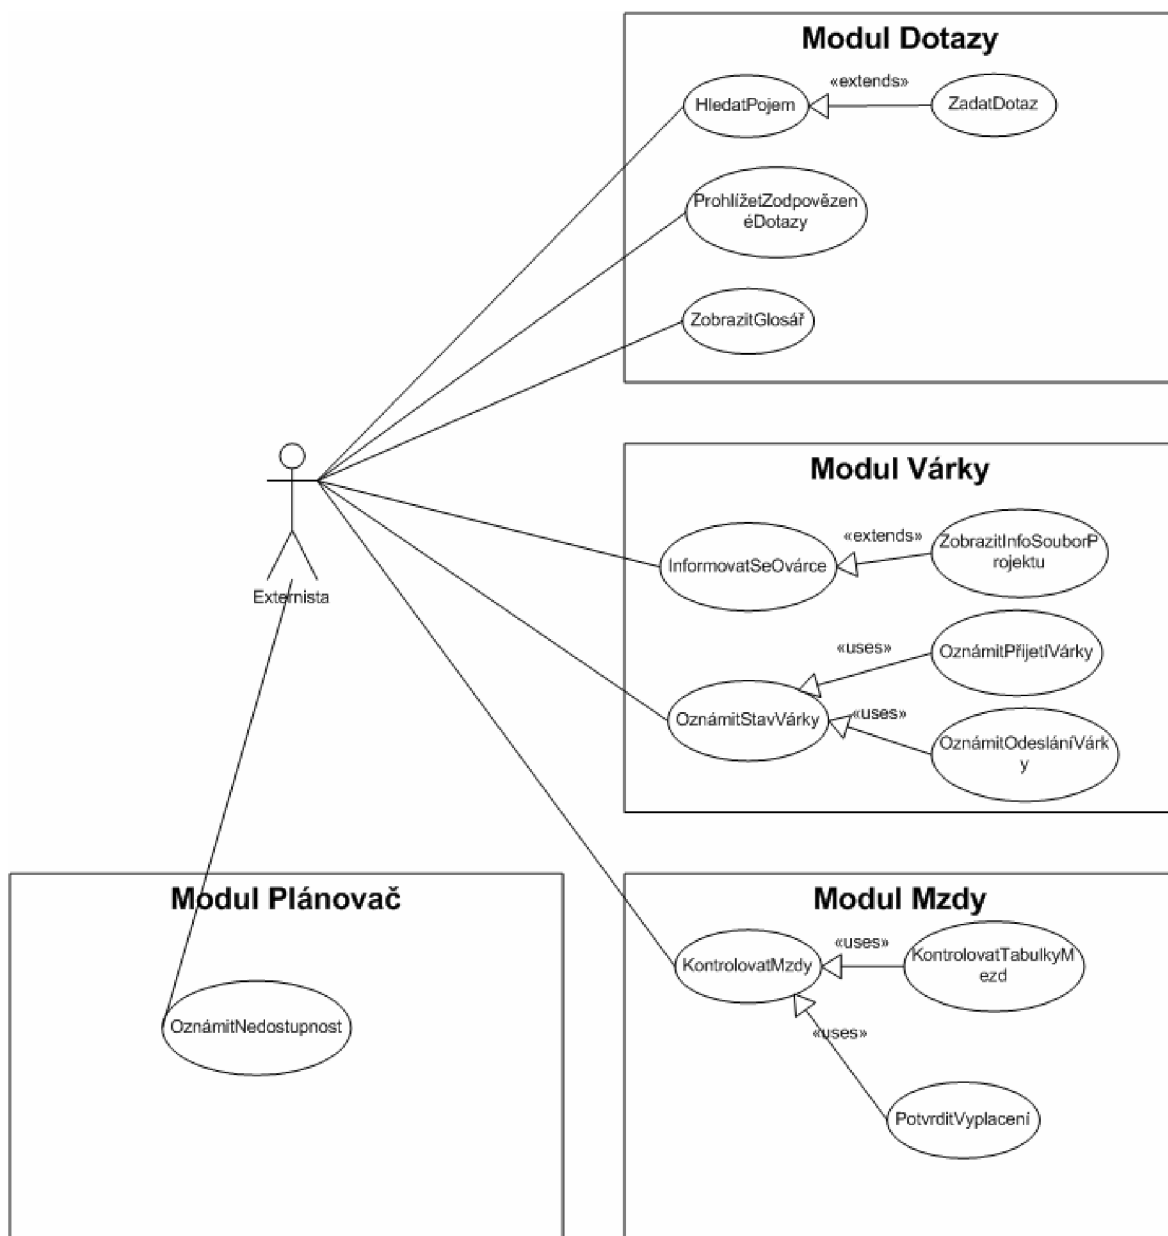 Modul Dotazy
«extends»
HledatPojem
ZadatDotaz
ProhlížetZodpovězen
éDotazy
ZobrazitGlosář
Externista
Modul Várky
«extends»
InformovatSeOvárce
ZobrazitInfoSouborP
rojektu
«uses»
OznámitPřijetíVárky
OznámitStavVárky
«uses»
OznámitOdesláníVárk
y
Modul Plánovač
OznámitNedostupnost
Modul Mzdy
«uses»
KontrolovatMzdy
KontrolovatTabulkyM
ezd
«uses»
PotvrditVyplacení